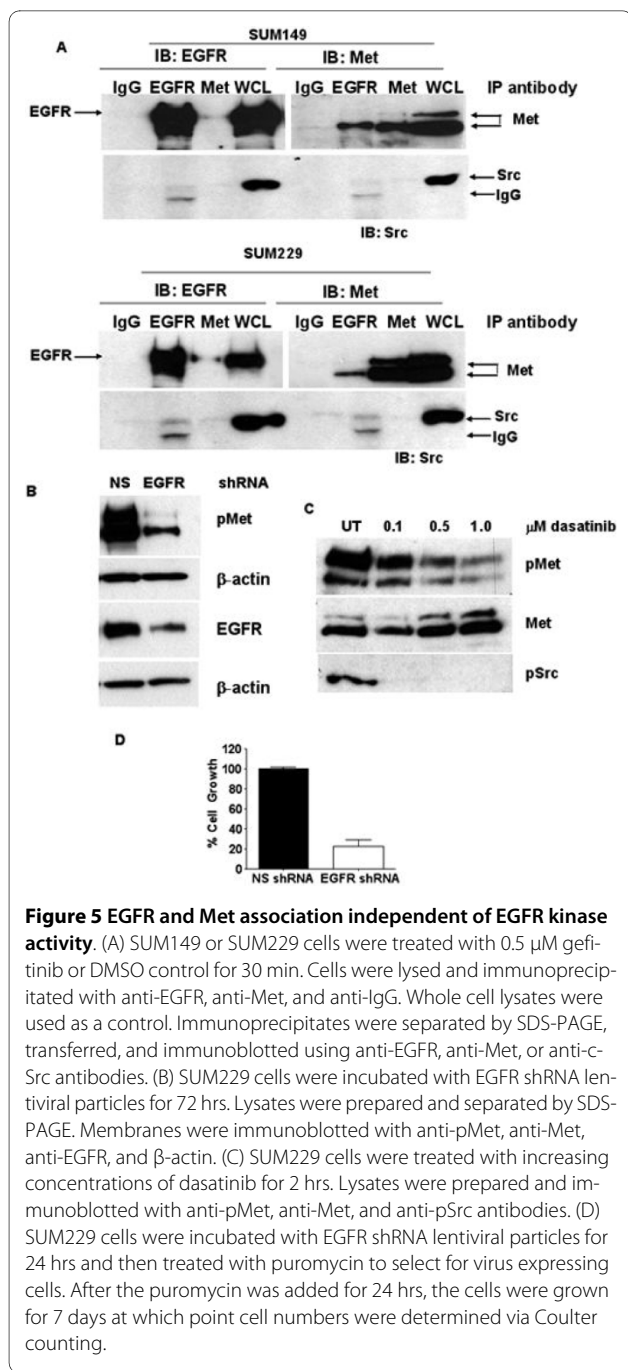 A
SUM149
IB: EGFR IB: Met
IgG EGFR Met WCL IgG EGFR Met WCL IP antibody
EGFR
Met
Src
IgG
IB: Src
SUM229
IB: EGFR IB: Met
IgG EGFR Met WCL IgG EGFR Met WCL IP antibody
EGFR
Met
Src
IgG
IB: Src
B
NS EGFR shRNA
pMet
β-actin
EGFR
β-actin
C
UT 0.1 0.5 1.0 μM dasatinib
pMet
Met
pSrc
D
% Cell Growth
120
100
80
60
40
20
0
NS shRNA EGFR shRNA
Figure 5 EGFR and Met association independent of EGFR kinase
activity. (A) SUM149 or SUM229 cells were treated with 0.5 μM gefi-
tinib or DMSO control for 30 min. Cells were lysed and immunoprecip-
itated with anti-EGFR, anti-Met, and anti-IgG. Whole cell lysates were
used as a control. Immunoprecipitates were separated by SDS-PAGE,
transferred, and immunoblotted using anti-EGFR, anti-Met, or anti-c-
Src antibodies. (B) SUM229 cells were incubated with EGFR shRNA len-
tiviral particles for 72 hrs. Lysates were prepared and separated by SDS-
PAGE. Membranes were immunoblotted with anti-pMet, anti-Met,
anti-EGFR, and β-actin. (C) SUM229 cells were treated with increasing
concentrations of dasatinib for 2 hrs. Lysates were prepared and im-
munoblotted with anti-pMet, anti-Met, and anti-pSrc antibodies. (D)
SUM229 cells were incubated with EGFR shRNA lentiviral particles for
24 hrs and then treated with puromycin to select for virus expressing
cells. After the puromycin was added for 24 hrs, the cells were grown
for 7 days at which point cell numbers were determined via Coulter
counting.